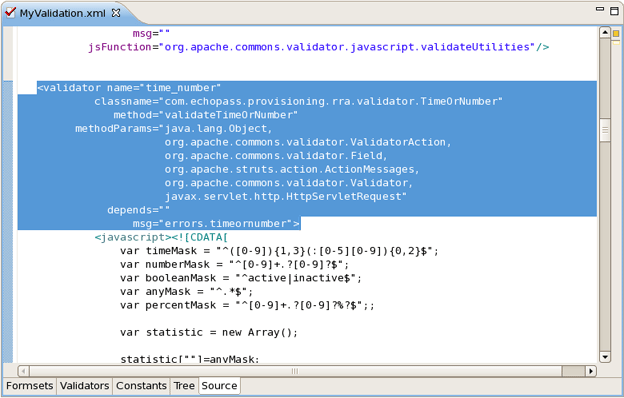 MyValidation.xml
msg=""
jsFunction="org.apache.commons.validator.javascript.validateUtilities"/>
<validator name="time_number"
classname="com.echopass.provisioning.rra.validator.TimeOrNumber"
method="validateTimeOrNumber"
methodParams="java.lang.Object,
org.apache.commons.validator.ValidatorAction,
org.apache.commons.validator.Field,
org.apache.struts.action.ActionMessages,
org.apache.commons.validator.Validator,
javax.servlet.http.HttpServletRequest"
depends=""
msg="errors.timeornumber">
<javascript><![CDATA[
var timeMask = "^([0-9]){1,3}(:[0-5][0-9]){0,2}$";
var numberMask = "^[0-9]+.?[0-9]?$";
var booleanMask = "^active|inactive$";
var anyMask = "^.*$";
var percentMask = "^[0-9]+.?[0-9]?%?$";;
var statistic = new Array();
statistic[""]=anyMask;
Formsets Validators Constants Tree Source